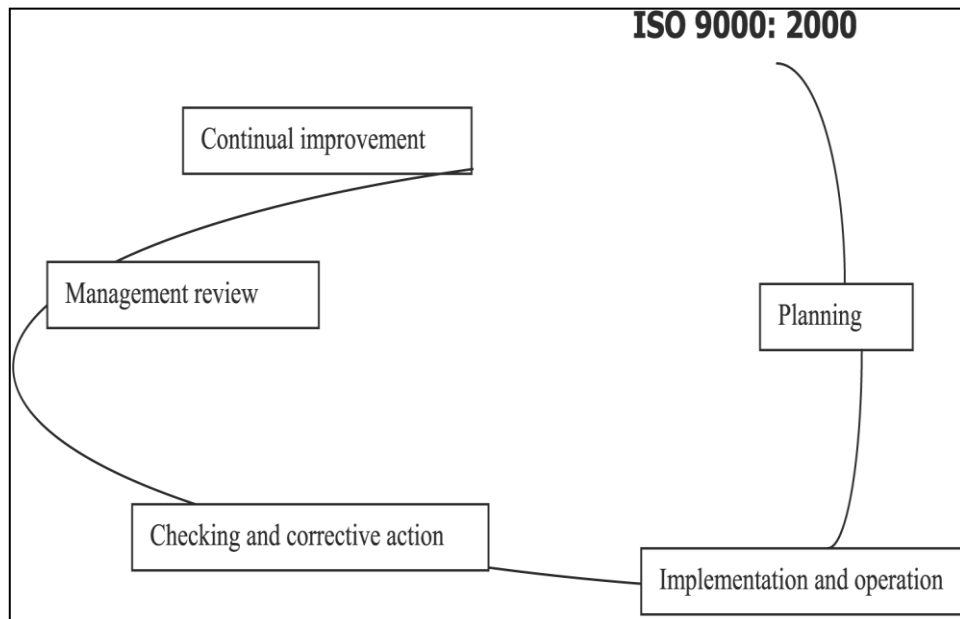 ISO 9000: 2000
Continual improvement
Management review
Planning
Checking and corrective action
Implementation and operation